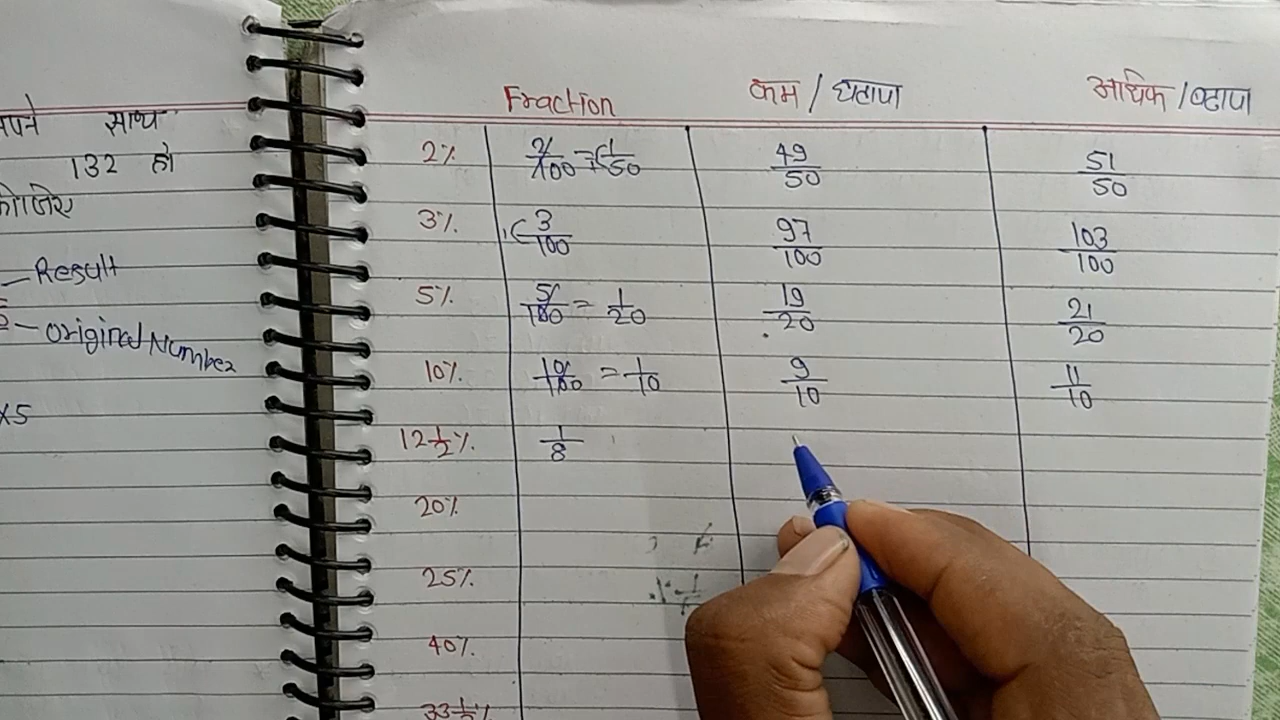 पने साथ
132 हो
कीजिए
Result
Original Number
x5
Fraction कम / घटाण अधिक / बढाण
2% 2/100 = 1/50 49/50 51/50
3% 3/100 97/100 103/100
5% 5/100 = 1/20 19/20 21/20
10% 10/100 = 1/10 9/10 11/10
12 1/2% 1/8
20%
25%
40%